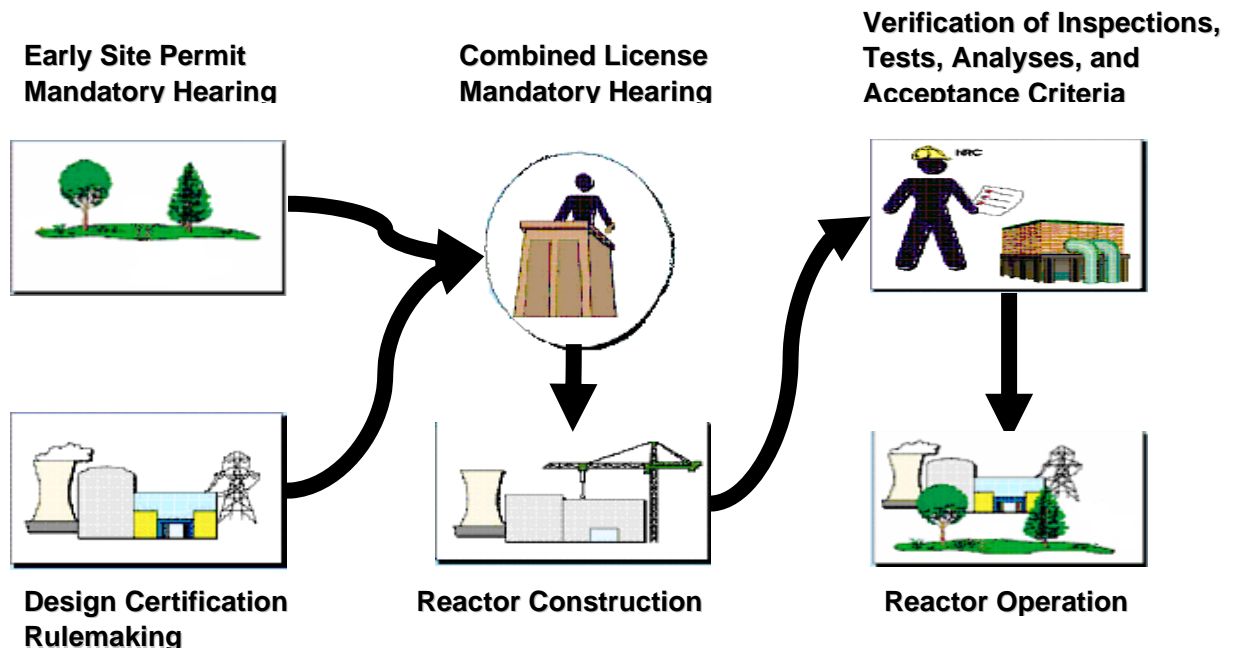 Early Site Permit
Mandatory Hearing
Combined License
Mandatory Hearing
Verification of Inspections,
Tests, Analyses, and
Acceptance Criteria
NRC
Design Certification
Rulemaking
Reactor Construction
Reactor Operation